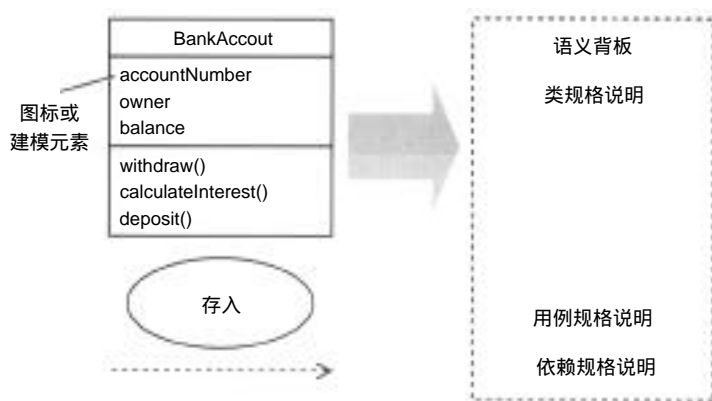 BankAccout
accountNumber
owner
balance
withdraw()
calculateInterest()
deposit()
图标或
建模元素
存入
语义背板
类规格说明
用例规格说明
依赖规格说明